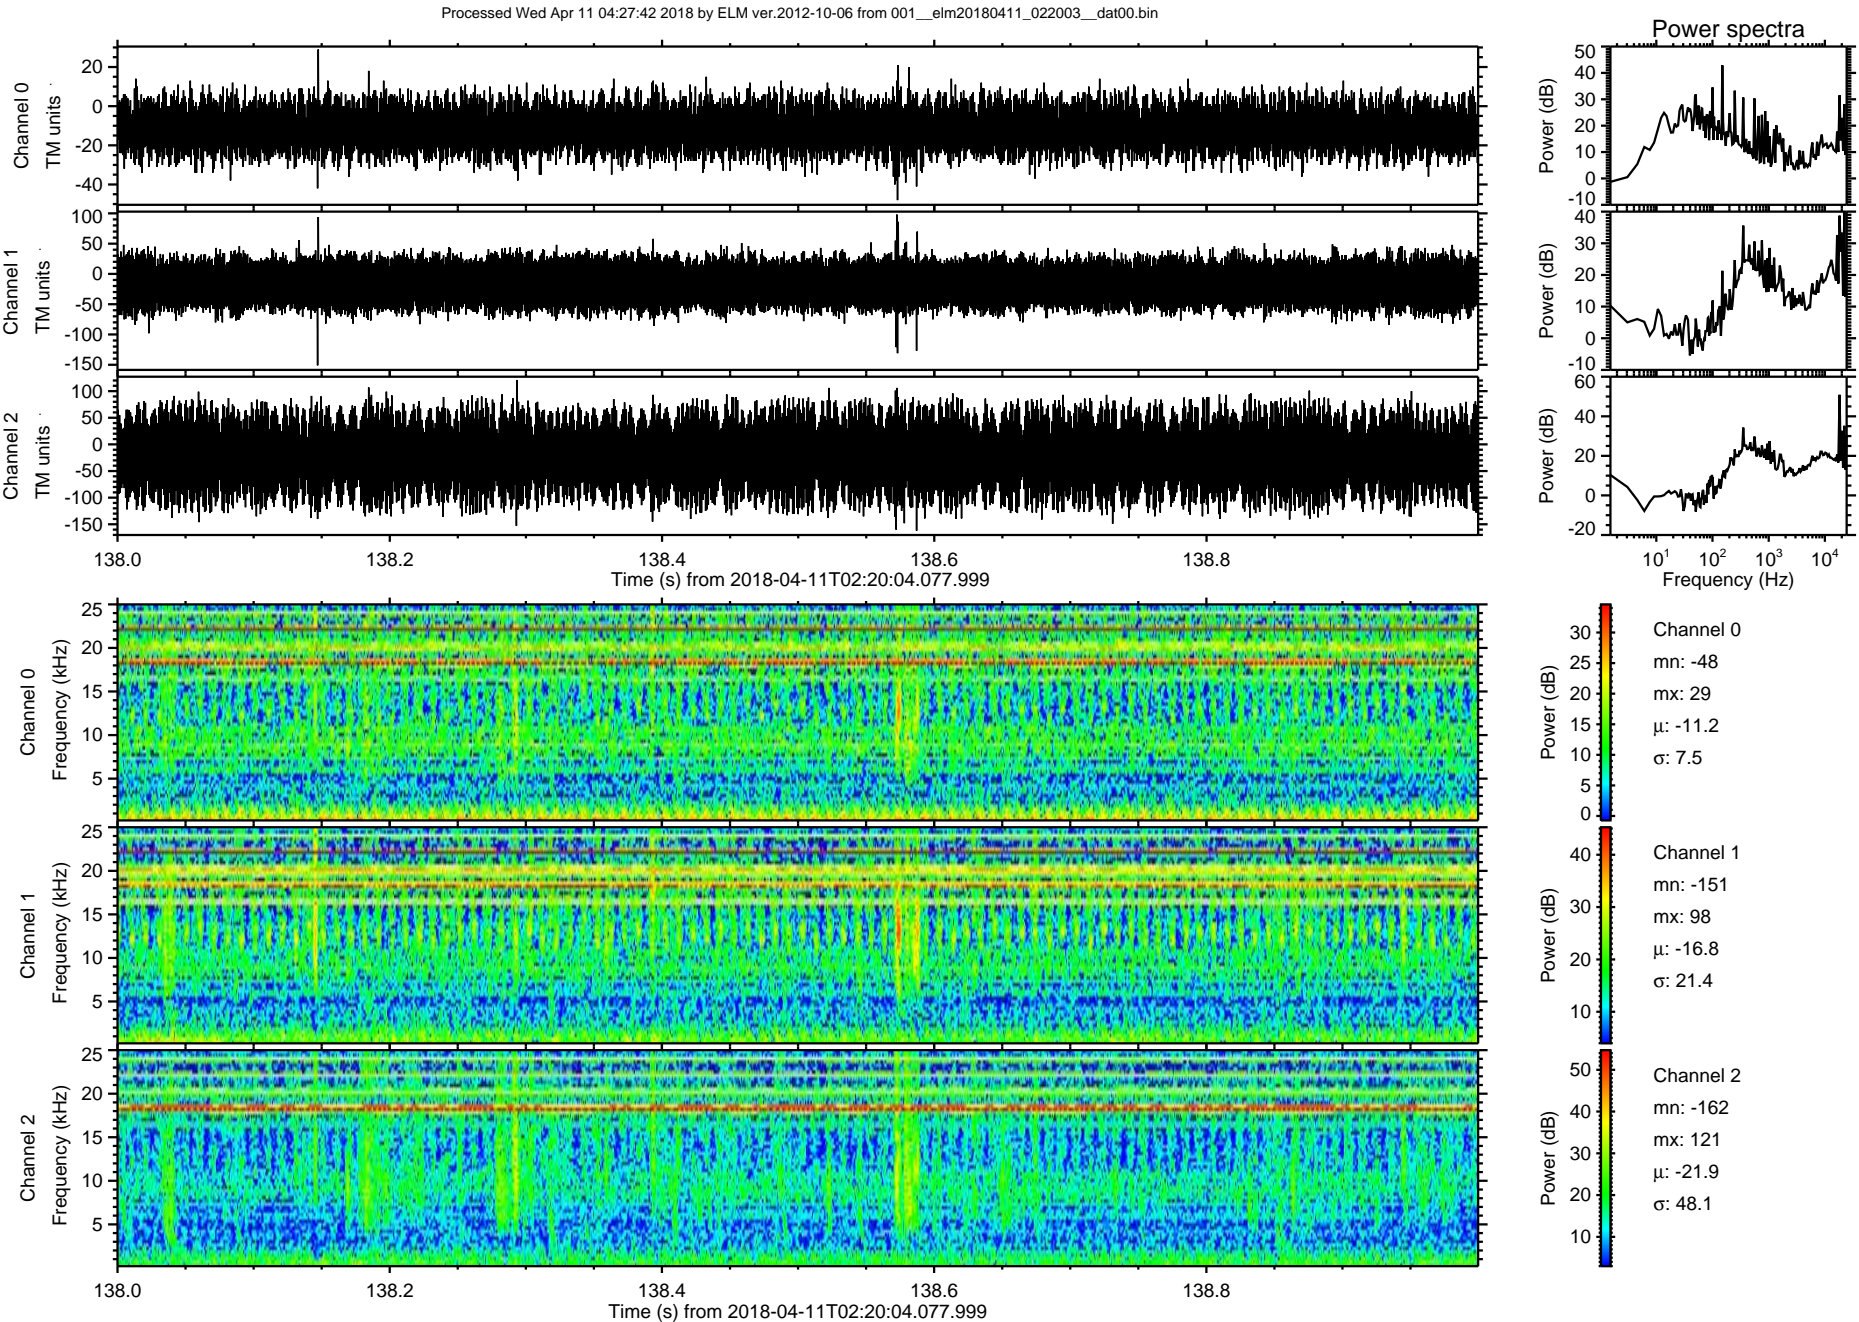 Processed Wed Apr 11 04:27:42 2018 by ELM ver.2012-10-06 from 001__elm20180411_022003__dat00.bin
Power spectra
Channel 0
TM units
20
0
-20
-40
Power (dB)
50
40
30
20
10
0
-10
Channel 1
TM units
100
50
0
-50
-100
-150
Power (dB)
40
30
20
10
0
-10
Channel 2
TM units
100
50
0
-50
-100
-150
Power (dB)
60
40
20
0
-20
138.0 138.2 138.4 138.6 138.8
Time (s) from 2018-04-11T02:20:04.077.999
10¹ 10² 10³ 10⁴
Frequency (Hz)
Channel 0
Frequency (kHz)
25
20
15
10
5
Power (dB)
30
25
20
15
10
5
0
Channel 0
mn: -48
mx: 29
μ: -11.2
σ: 7.5
Channel 1
Frequency (kHz)
25
20
15
10
5
Power (dB)
40
30
20
10
Channel 1
mn: -151
mx: 98
μ: -16.8
σ: 21.4
Channel 2
Frequency (kHz)
25
20
15
10
5
Power (dB)
50
40
30
20
10
Channel 2
mn: -162
mx: 121
μ: -21.9
σ: 48.1
138.0 138.2 138.4 138.6 138.8
Time (s) from 2018-04-11T02:20:04.077.999